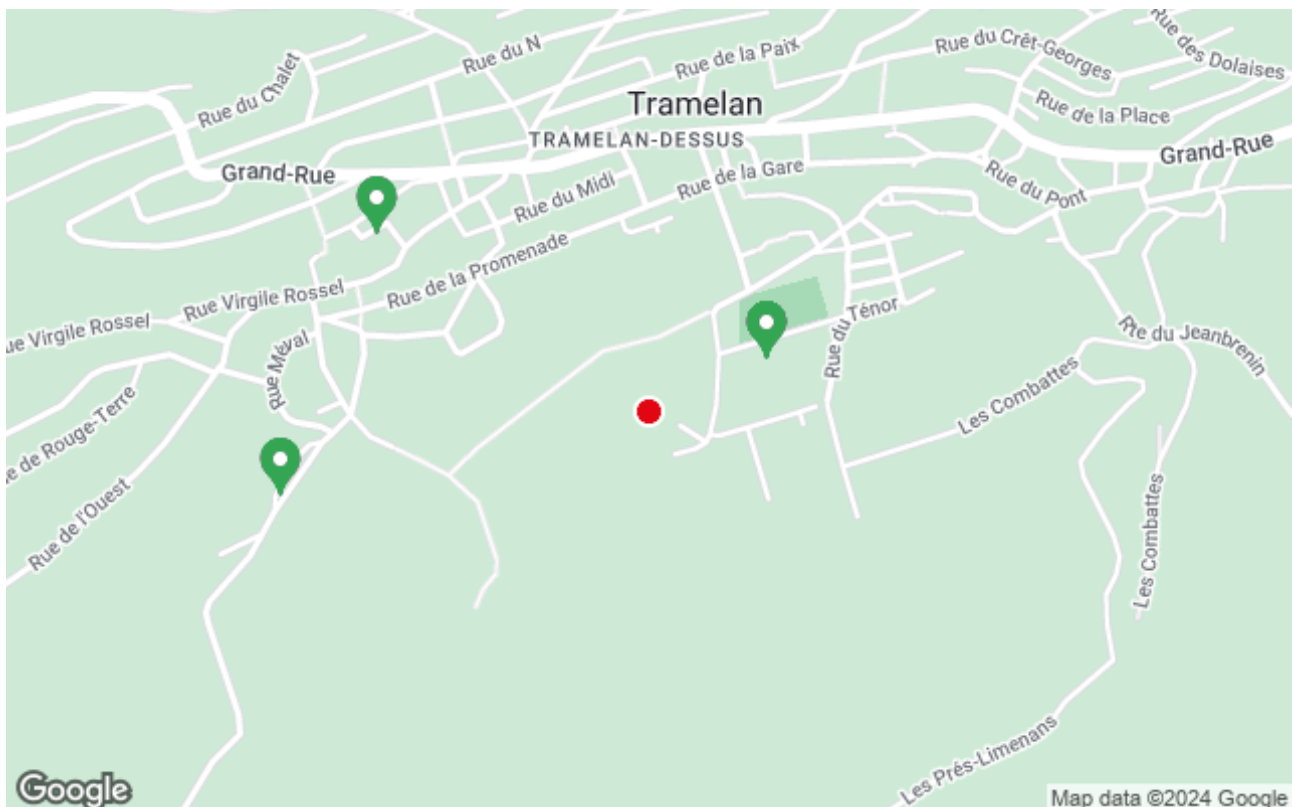 Rue du N
Rue de la Paix
Rue du Crêt-Georges
Rue des Dolaises
Rue du Chalet
Tramelan
Rue de la Place
TRAMELAN-DESSUS
Grand-Rue
Grand-Rue
Rue de la Gare
Rue du Midi
Rue du Pont
Rue de la Promenade
Rue Virgile Rossel
ue Virgile Rossel
Rue du Ténor
Rte du Jeanbrenin
Rue Méval
Les Combattes
e de Rouge-Terre
Rue de l'Ouest
Les Combattes
Les Prés-Limenans
Google
Map data ©2024 Google